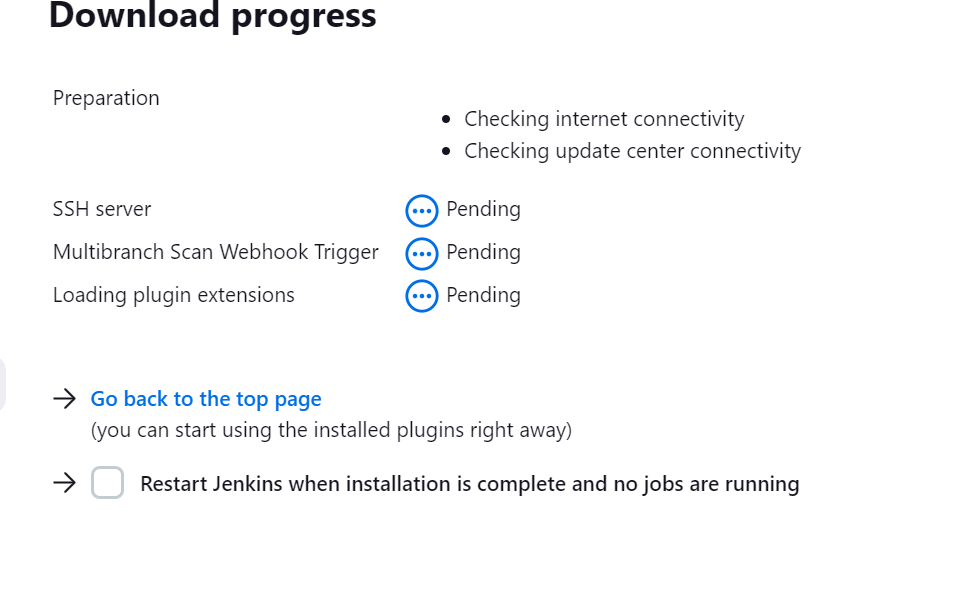 Download progress
Preparation
Checking internet connectivity
Checking update center connectivity
SSH server Pending
Multibranch Scan Webhook Trigger Pending
Loading plugin extensions Pending
Go back to the top page
(you can start using the installed plugins right away)
Restart Jenkins when installation is complete and no jobs are running